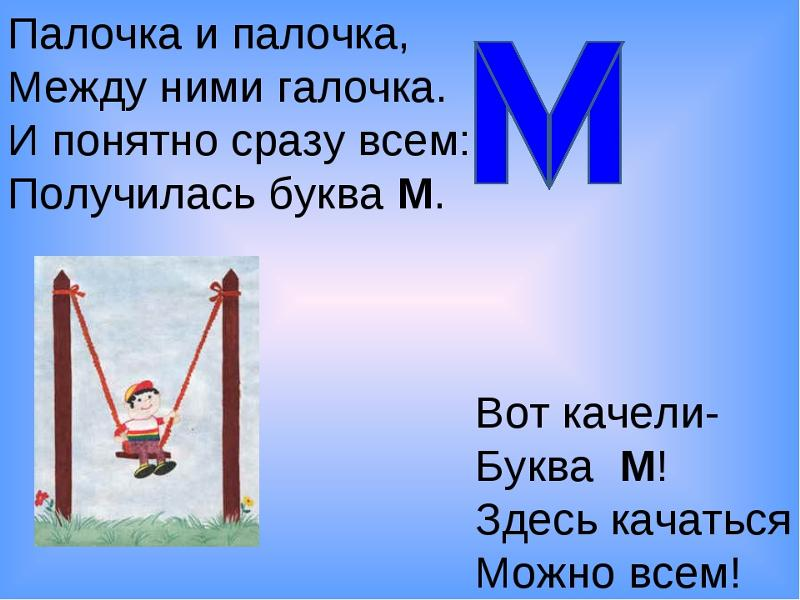 Палочка и палочка,
Между ними галочка.
И понятно сразу всем:
Получилась буква М.
М
Вот качели-
Буква М!
Здесь качаться
Можно всем!